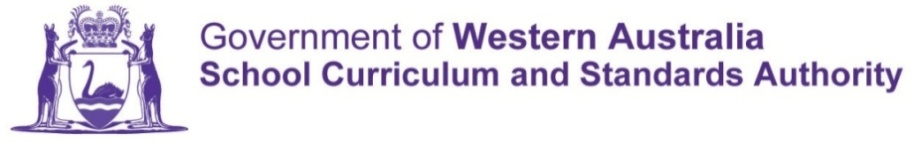 Government of Western Australia
School Curriculum and Standards Authority